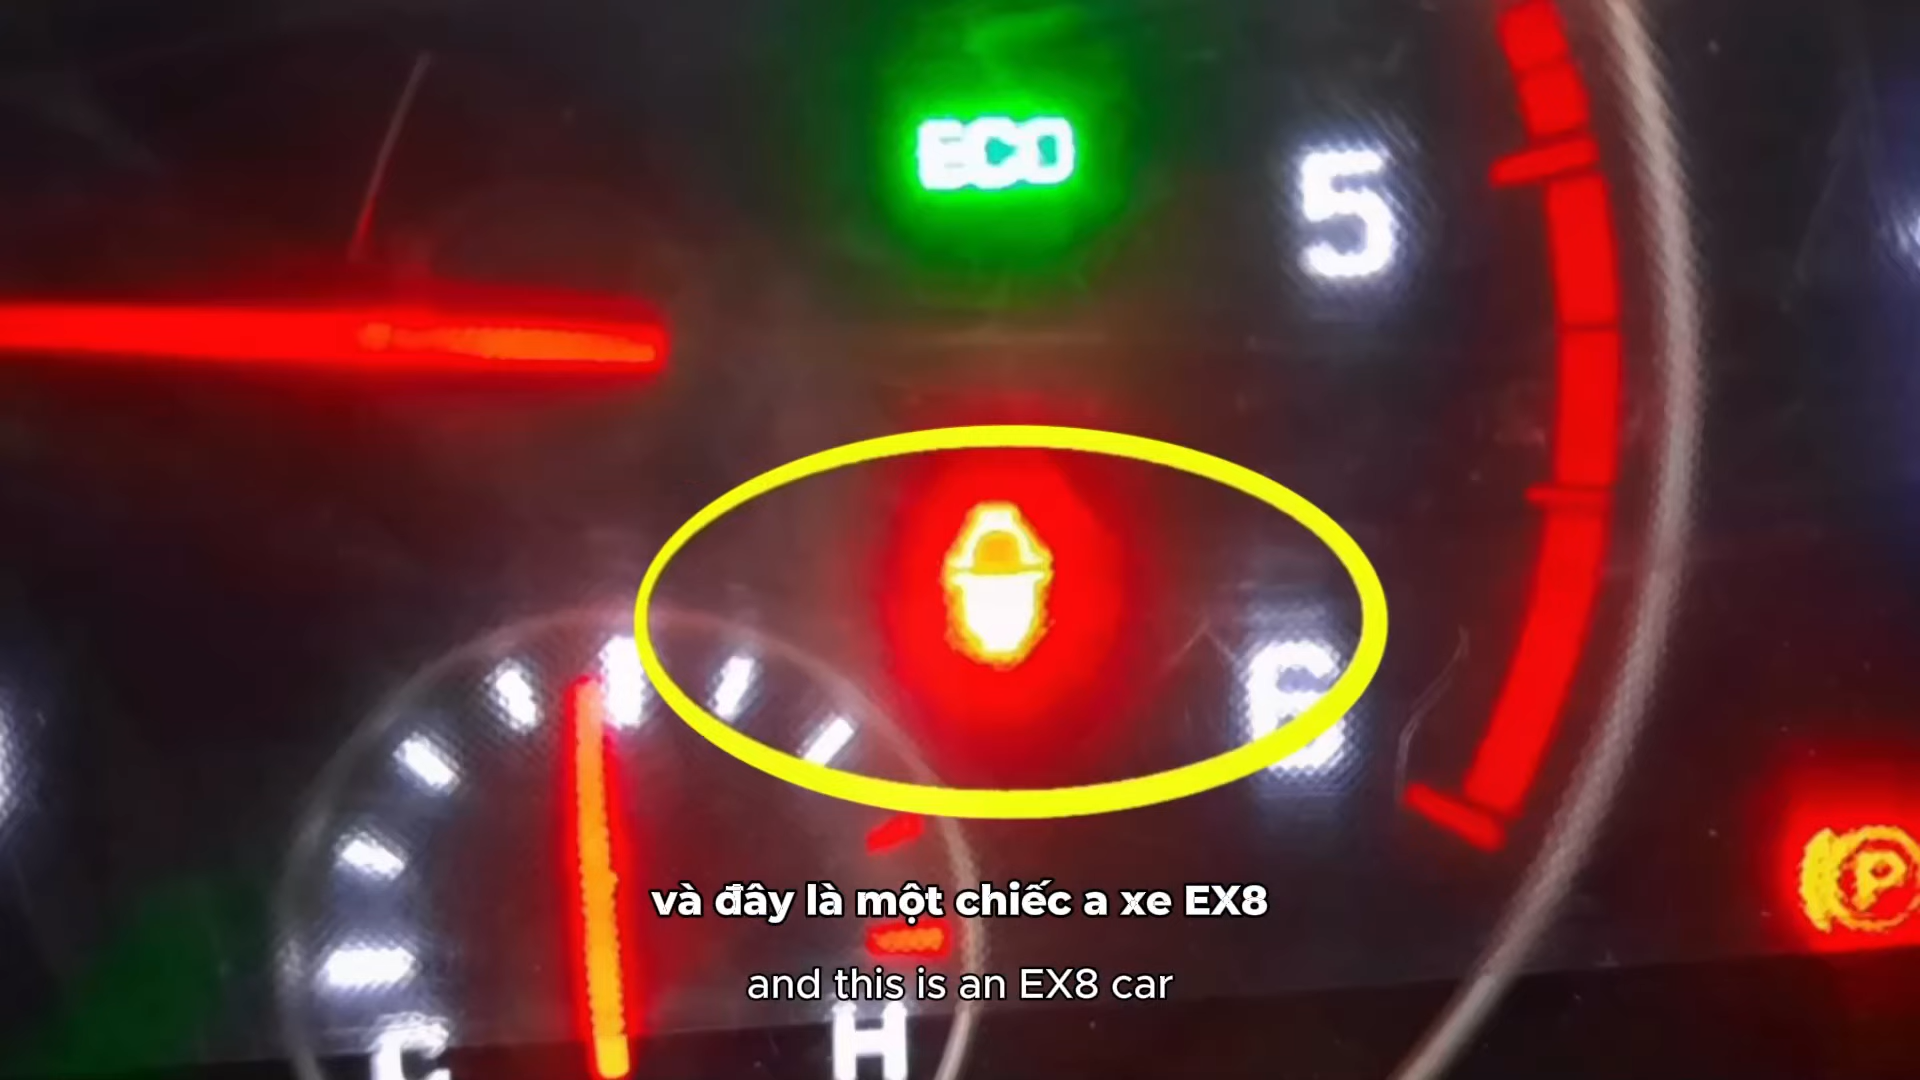 ECO
5
6
P
và đây là một chiếc a xe EX8
and this is an EX8 car
C
H